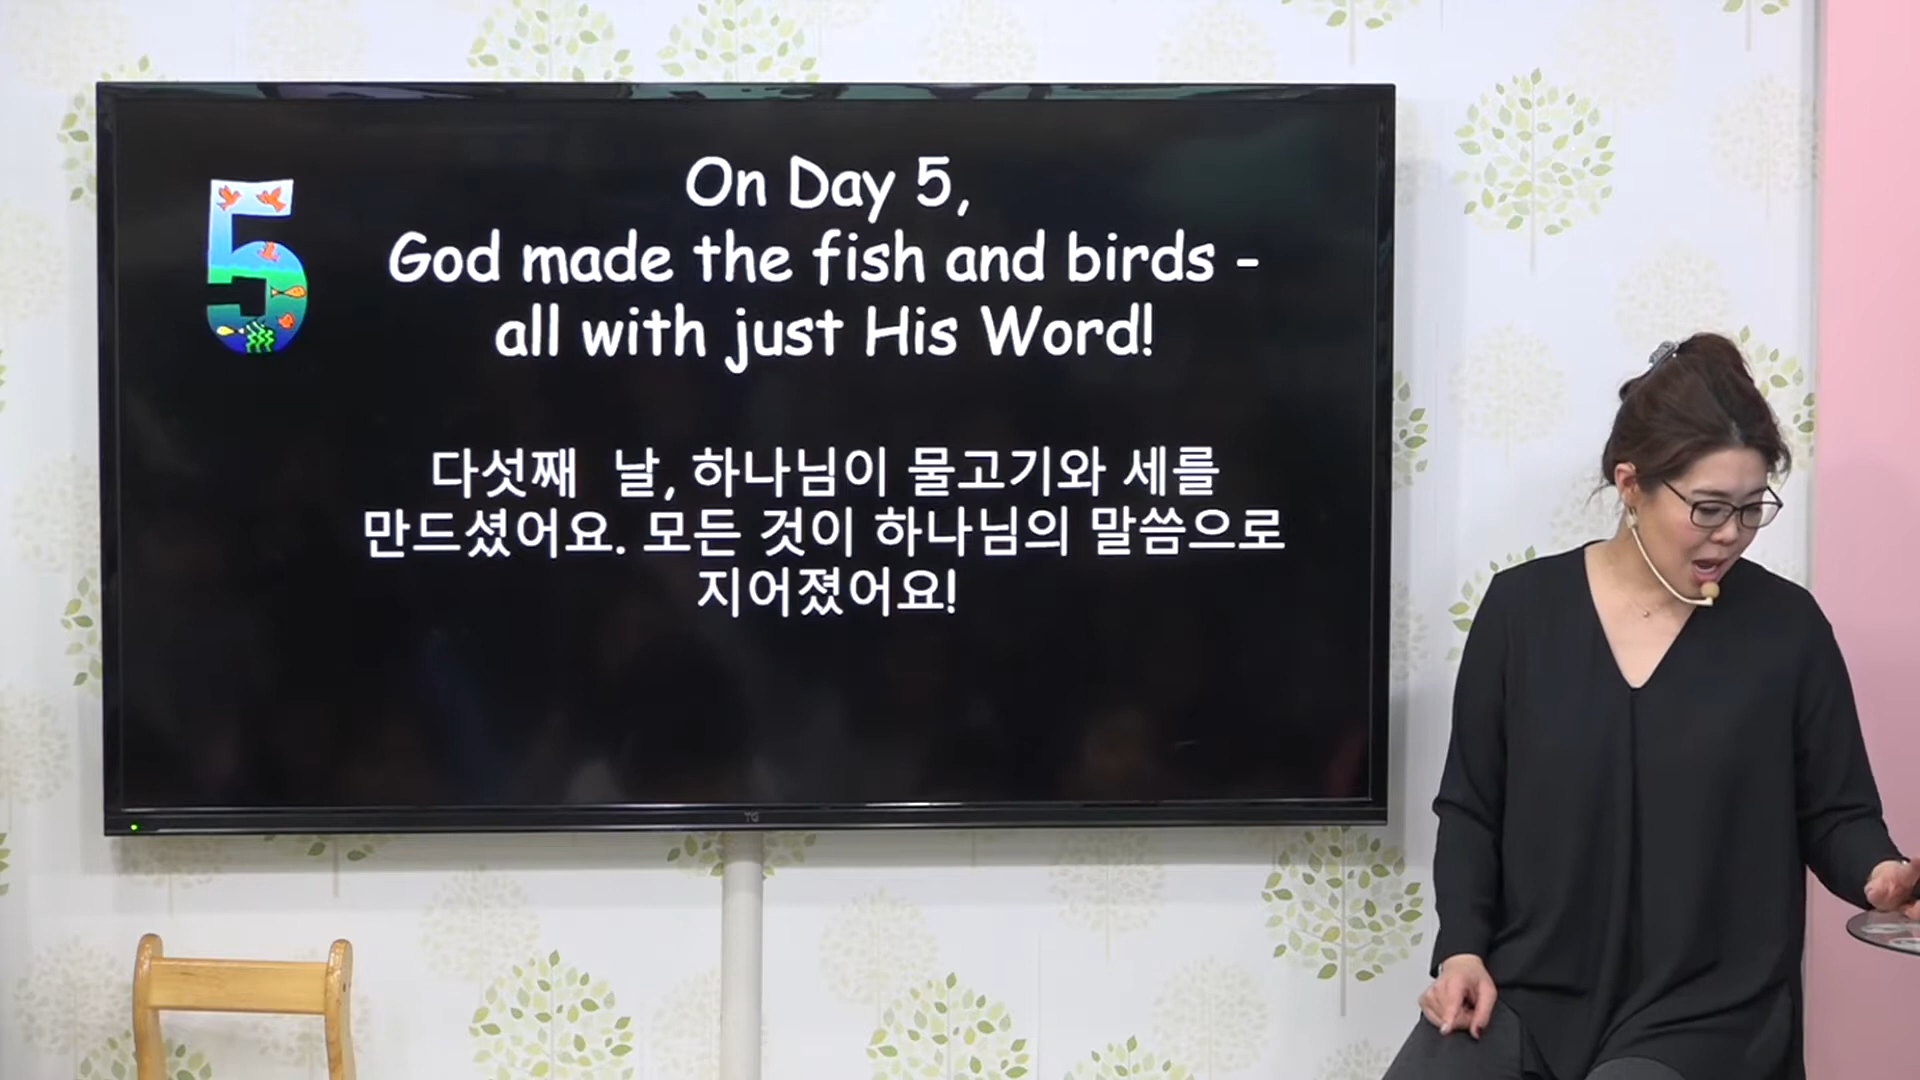 5
On Day 5,
God made the fish and birds -
all with just His Word!
다섯째 날, 하나님이 물고기와 세를
만드셨어요. 모든 것이 하나님의 말씀으로
지어졌어요!
TG